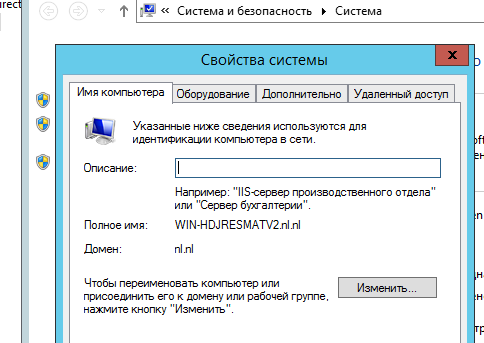 irect
« Система и безопасность ▸ Система
Свойства системы
x
Имя компьютера
Оборудование
Дополнительно
Удаленный доступ
Указанные ниже сведения используются для
идентификации компьютера в сети.
Описание:
Например: "IIS-сервер производственного отдела"
или "Сервер бухгалтерии".
Полное имя: WIN-HDJRESMATV2.nl.nl
Домен: nl.nl
Чтобы переименовать компьютер или
присоединить его к домену или рабочей группе,
нажмите кнопку "Изменить".
Изменить...